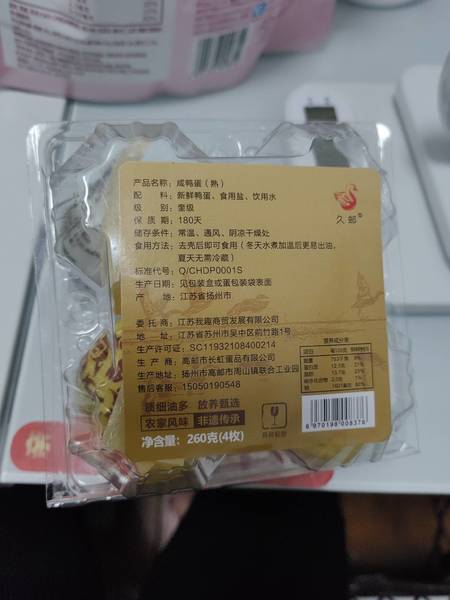 产品名称：咸鸭蛋（熟）
配　　料：新鲜鸭蛋、食用盐、饮用水
级　　别：奎级
保 质 期：180天
储存条件：常温、通风、阴凉干燥处
食用方法：去壳后即可食用（冬天水煮加温后更易出油，
夏天无需冷藏）
标准代号：Q/CHDP0001S
生产日期：见包装盒或蛋包装袋表面
产　　地：江苏省扬州市
久邮
委 托 商：江苏我趣商贸发展有限公司
地　　址：江苏省苏州市吴中区荊竹路1号
生产许可证：SC11932108400214
生 产 商：高邮市长虹蛋品有限公司
生产地址：扬州市高邮市周山镇联合工业园
售后客服：15050190548
营养成分表
质细油多 放养甄选
农家风味 非遗传承
净含量：260克(4枚)
6970198008378